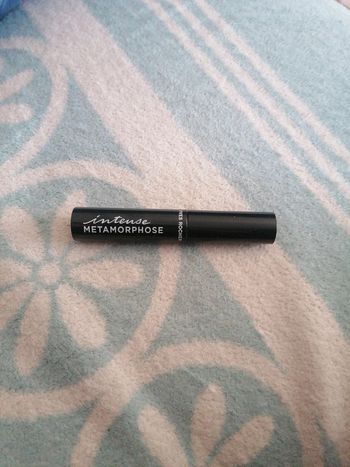 intense
METAMORPHOSE
YVES ROCHER